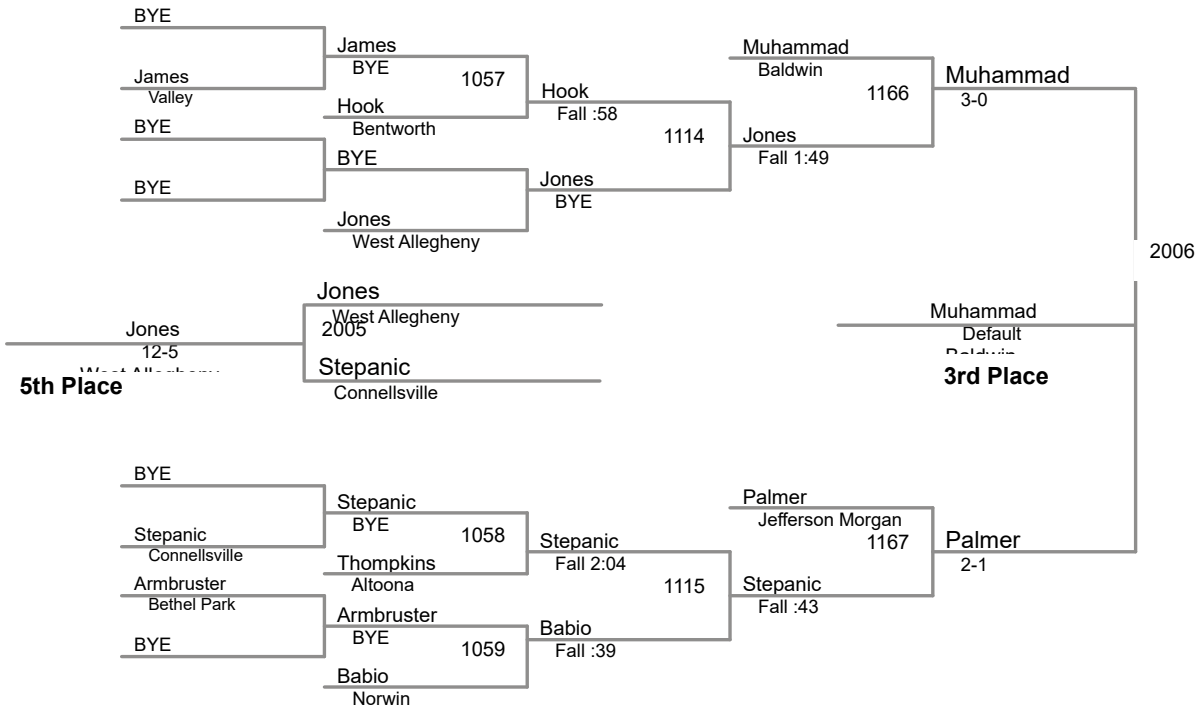 BYE
James
Valley
BYE
BYE
James
BYE
1057
Hook
Bentworth
BYE
Jones
West Allegheny
Hook
Fall :58
1114
Jones
BYE
Muhammad
Baldwin
1166
Jones
Fall 1:49
Muhammad
3-0
2006
Jones
West Allegheny
2005
Stepanic
Connellsville
Jones
12-5
West Allegheny
5th Place
Muhammad
Default
Baldwin
3rd Place
BYE
Stepanic
Connellsville
Armbruster
Bethel Park
BYE
Stepanic
BYE
1058
Thompkins
Altoona
Armbruster
BYE
1059
Babio
Norwin
Stepanic
Fall 2:04
1115
Babio
Fall :39
Palmer
Jefferson Morgan
1167
Stepanic
Fall :43
Palmer
2-1